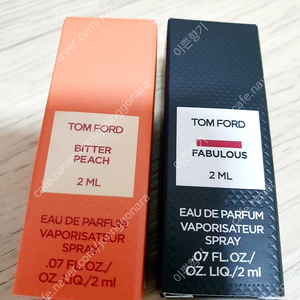 TOM FORD
BITTER
PEACH
2 ML
EAU DE PARFUM
VAPORISATEUR
SPRAY
.07 FL.OZ./
OZ. LIQ./2 ml
TOM FORD
FABULOUS
2 ML
EAU DE PARFUM
VAPORISATEUR
SPRAY
.07 FL.OZ./
OZ. LIQ./2 ml